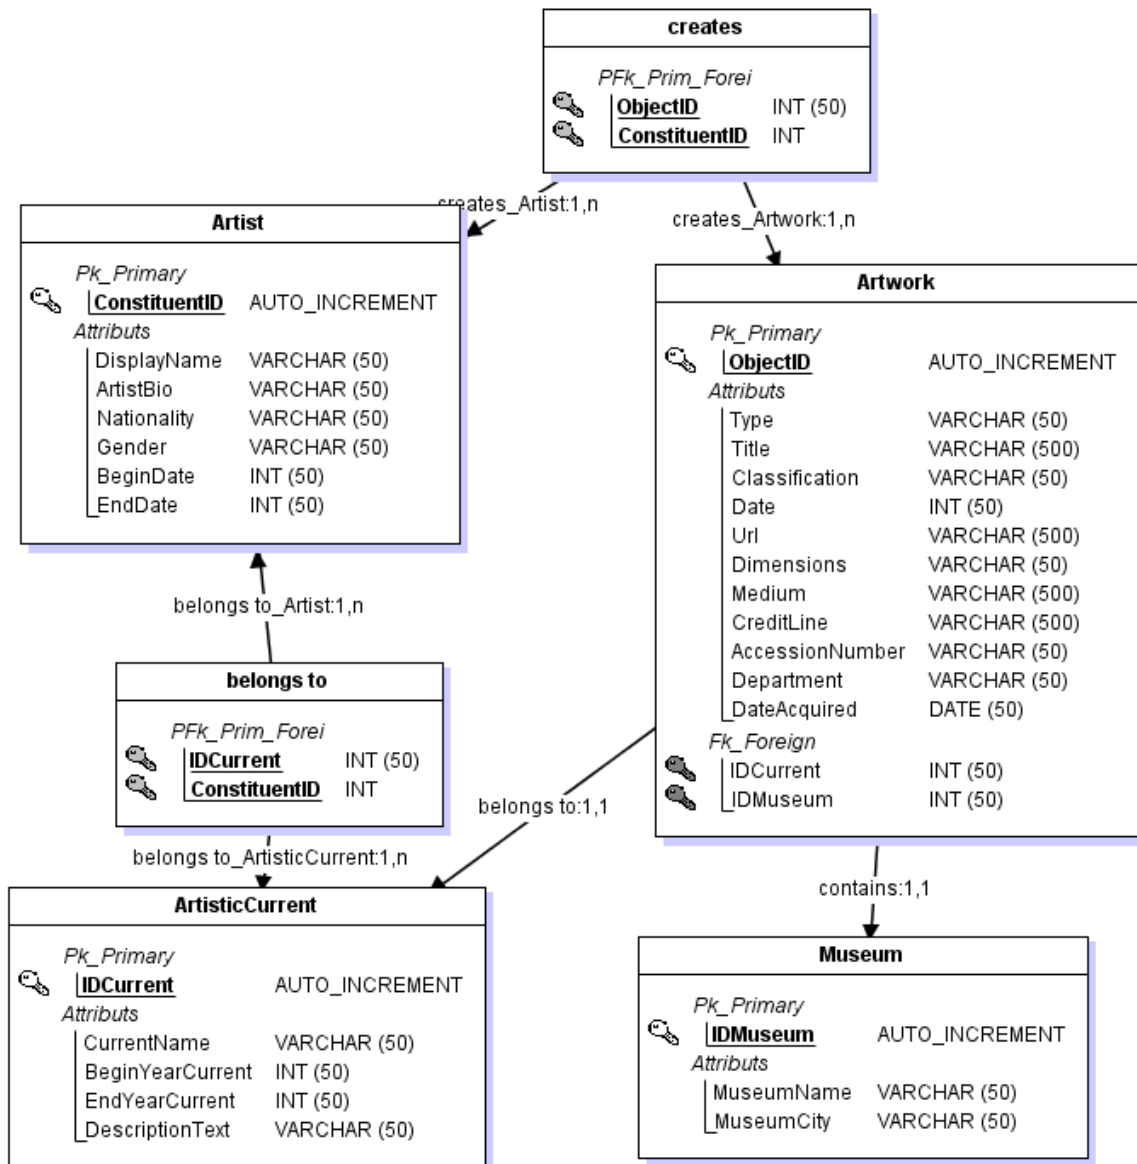 creates
PFk_Prim_Forei
ObjectID INT (50)
ConstituentID INT
creates_Artist:1,n
creates_Artwork:1,n
Artist
Pk_Primary
ConstituentID AUTO_INCREMENT
Attributs
DisplayName VARCHAR (50)
ArtistBio VARCHAR (50)
Nationality VARCHAR (50)
Gender VARCHAR (50)
BeginDate INT (50)
EndDate INT (50)
Artwork
Pk_Primary
ObjectID AUTO_INCREMENT
Attributs
Type VARCHAR (50)
Title VARCHAR (500)
Classification VARCHAR (50)
Date INT (50)
Url VARCHAR (500)
Dimensions VARCHAR (50)
Medium VARCHAR (500)
CreditLine VARCHAR (500)
AccessionNumber VARCHAR (50)
Department VARCHAR (50)
DateAcquired DATE (50)
Fk_Foreign
IDCurrent INT (50)
IDMuseum INT (50)
belongs to_Artist:1,n
belongs to
PFk_Prim_Forei
IDCurrent INT (50)
ConstituentID INT
belongs to:1,1
belongs to_ArtisticCurrent:1,n
contains:1,1
ArtisticCurrent
Pk_Primary
IDCurrent AUTO_INCREMENT
Attributs
CurrentName VARCHAR (50)
BeginYearCurrent INT (50)
EndYearCurrent INT (50)
DescriptionText VARCHAR (50)
Museum
Pk_Primary
IDMuseum AUTO_INCREMENT
Attributs
MuseumName VARCHAR (50)
MuseumCity VARCHAR (50)